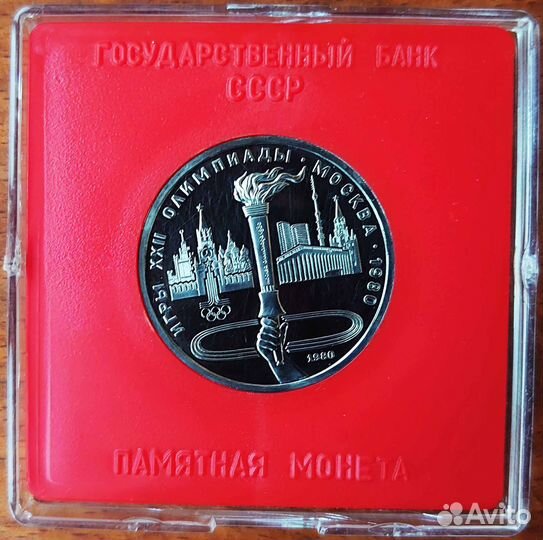 ГОСУДАРСТВЕННЫЙ БАНК
СССР
ИГРЫ XXII ОЛИМПИАДЫ · МОСКВА · 1980
1980
ПАМЯТНАЯ МОНЕТА
Avito